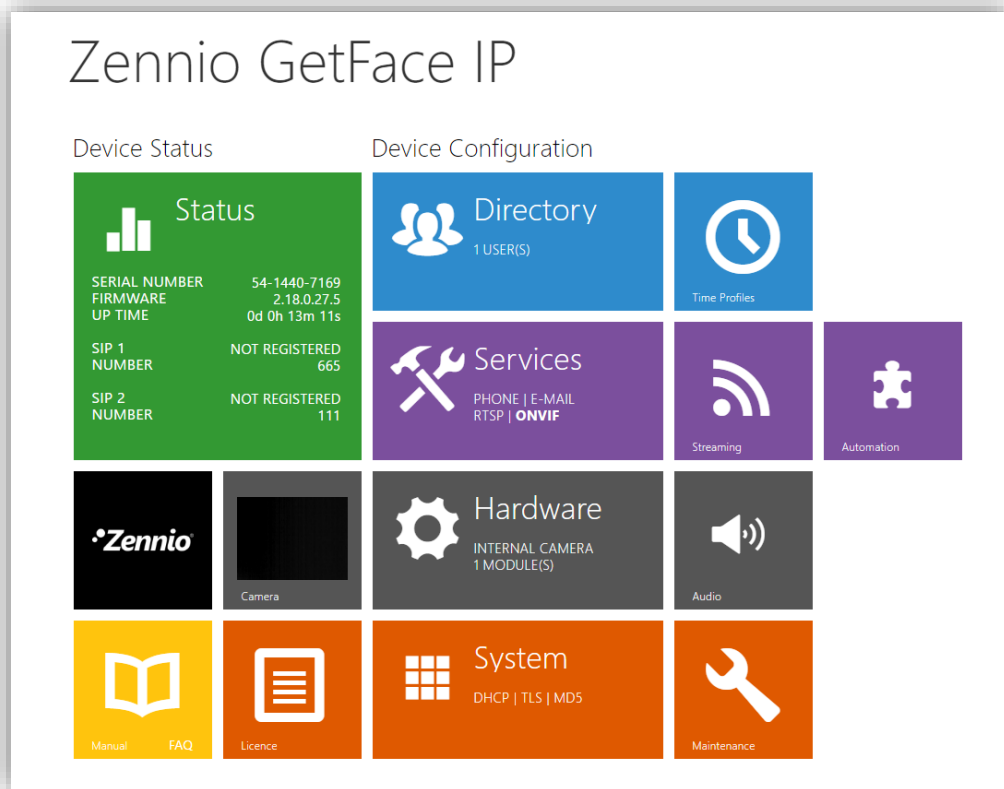 Zennio GetFace IP
Device Status
Device Configuration
Status
SERIAL NUMBER 54-1440-7169
FIRMWARE 2.18.0.27.5
UP TIME 0d 0h 13m 11s
SIP 1 NOT REGISTERED
NUMBER 665
SIP 2 NOT REGISTERED
NUMBER 111
Directory
1 USER(S)
Time Profiles
Services
PHONE | E-MAIL
RTSP | ONVIF
Streaming
Automation
Zennio
Camera
Hardware
INTERNAL CAMERA
1 MODULE(S)
Audio
Manual FAQ
Licence
System
DHCP | TLS | MD5
Maintenance